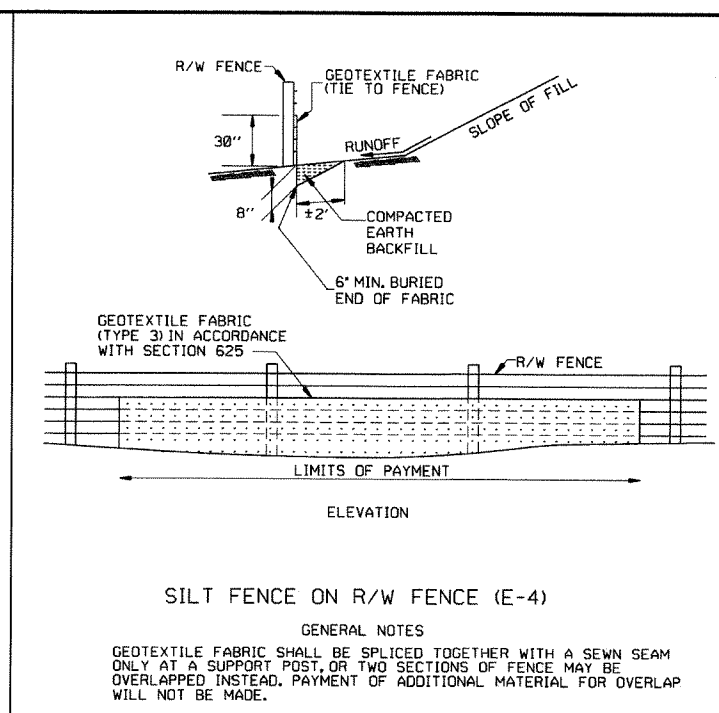 R/W FENCE
GEOTEXTILE FABRIC
(TIE TO FENCE)
SLOPE OF FILL
30"
RUNOFF
8"
±2'
COMPACTED
EARTH
BACKFILL
6" MIN. BURIED
END OF FABRIC
GEOTEXTILE FABRIC
(TYPE 3) IN ACCORDANCE
WITH SECTION 625
R/W FENCE
LIMITS OF PAYMENT
ELEVATION
SILT FENCE ON R/W FENCE (E-4)
GENERAL NOTES
GEOTEXTILE FABRIC SHALL BE SPLICED TOGETHER WITH A SEWN SEAM
ONLY AT A SUPPORT POST, OR TWO SECTIONS OF FENCE MAY BE
OVERLAPPED INSTEAD. PAYMENT OF ADDITIONAL MATERIAL FOR OVERLAP
WILL NOT BE MADE.